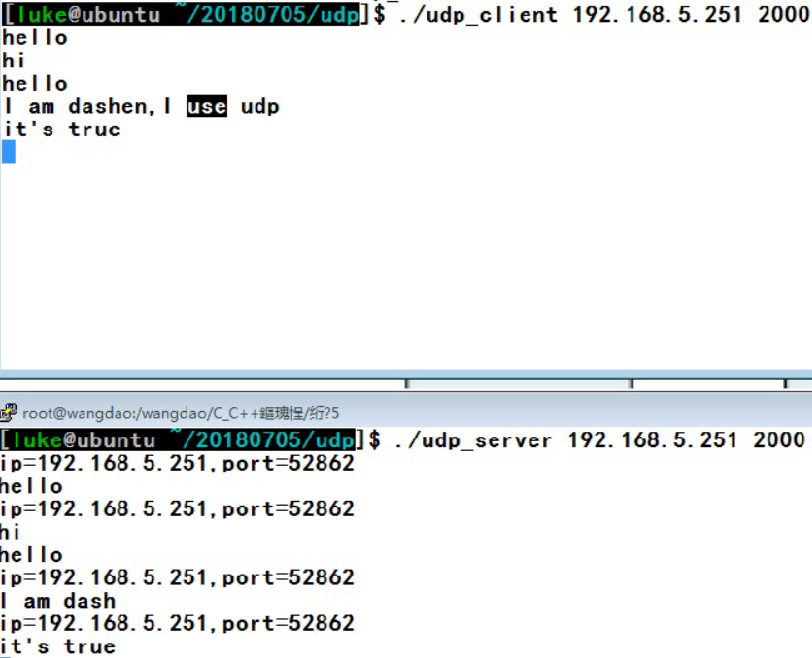 [luke@ubuntu ~/20180705/udp]$ ./udp_client 192.168.5.251 2000
hello
hi
hello
I am dashen,I use udp
it's true
root@wangdao:/wangdao/C_C++鏂瑰悜/绗?5
[luke@ubuntu ~/20180705/udp]$ ./udp_server 192.168.5.251 2000
ip=192.168.5.251,port=52862
hello
ip=192.168.5.251,port=52862
hi
hello
ip=192.168.5.251,port=52862
I am dash
ip=192.168.5.251,port=52862
it's true